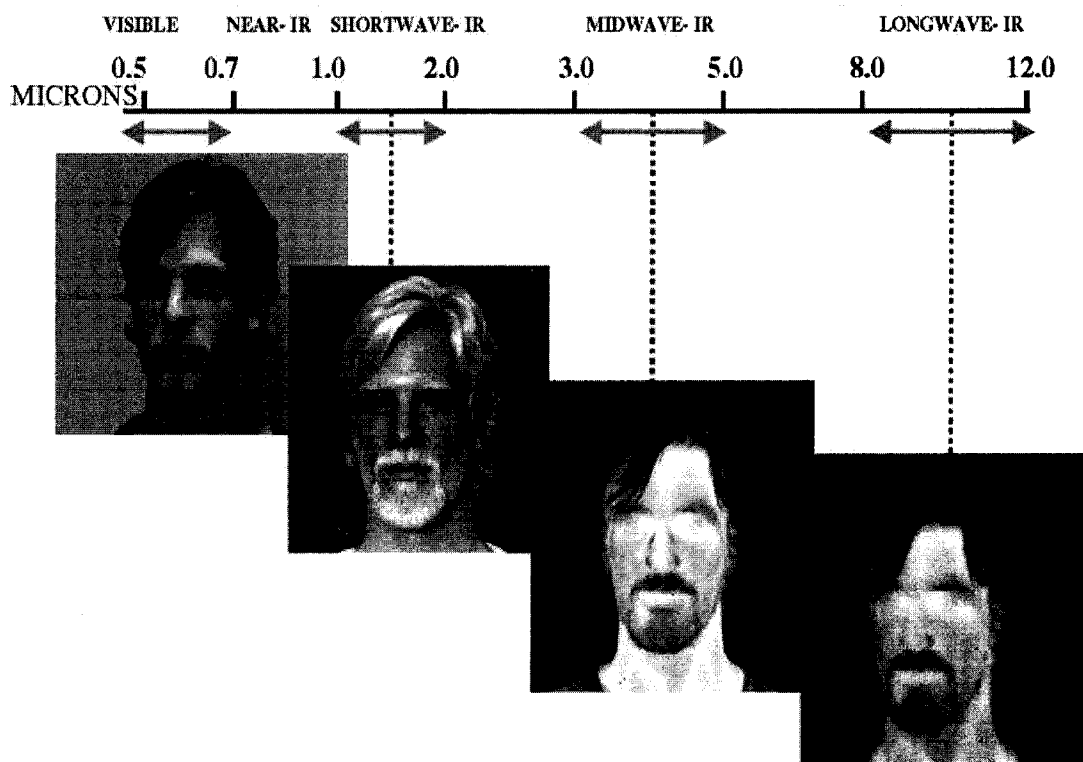 VISIBLE NEAR- IR SHORTWAVE- IR MIDWAVE- IR LONGWAVE- IR
0.5 0.7 1.0 2.0 3.0 5.0 8.0 12.0
MICRONS